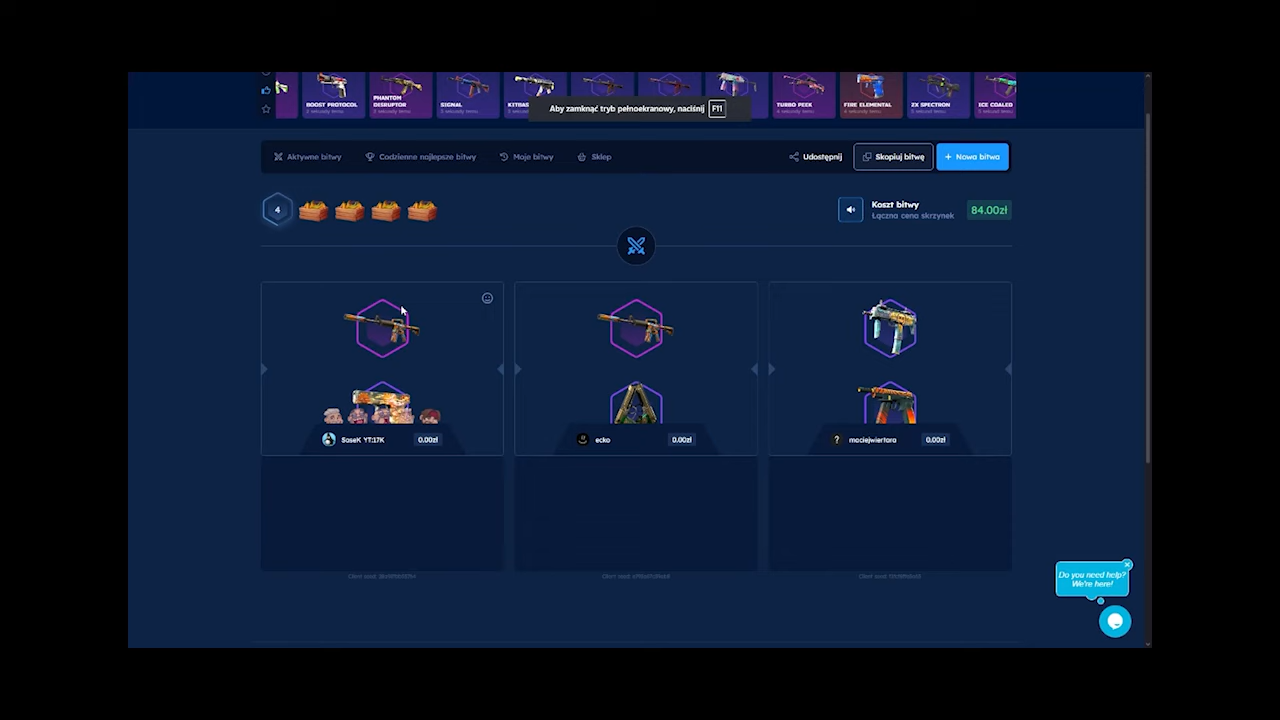 BOOST PROTOCOL
PHANTOM DISRUPTOR
SIGNAL
TURBO PEEK
FIRE ELEMENTAL
ZX SPECTRON
ICE COALED
Aby zamknąć tryb pełnoekranowy, naciśnij F11
Aktywne bitwy
Codzienne najlepsze bitwy
Moje bitwy
Sklep
Udostępnij
Skopiuj bitwę
+ Nowa bitwa
4
Koszt bitwy
Łączna cena skrzynek
84.00zł
SaseK YT:17K
0.00zł
ecko
0.00zł
?
maciejwiertara
0.00zł
Do you need help?
We're here!